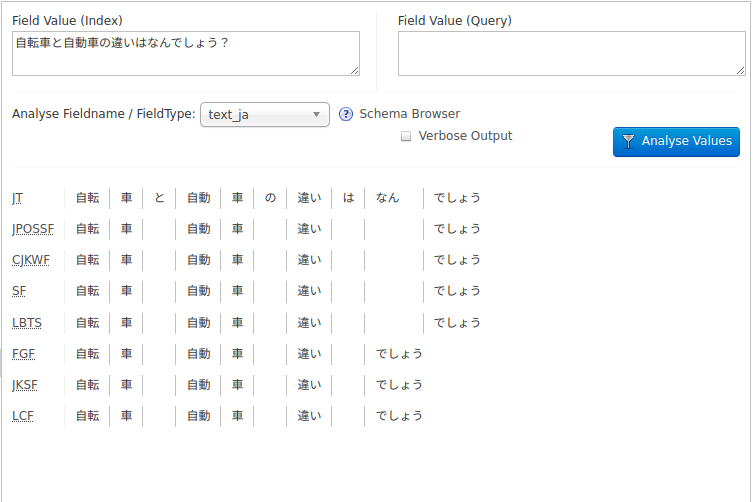 Field Value (Index)
Field Value (Query)
自転車と自動車の違いはなんでしょう？
Analyse Fieldname / FieldType: text_ja ? Schema Browser
Verbose Output
Analyse Values
JT 自転 車 と 自動 車 の 違い は なん でしょう
JPOSSF 自転 車 自動 車 違い でしょう
CJKWF 自転 車 自動 車 違い でしょう
SF 自転 車 自動 車 違い でしょう
LBTS 自転 車 自動 車 違い でしょう
FGF 自転 車 自動 車 違い でしょう
JKSF 自転 車 自動 車 違い でしょう
LCF 自転 車 自動 車 違い でしょう